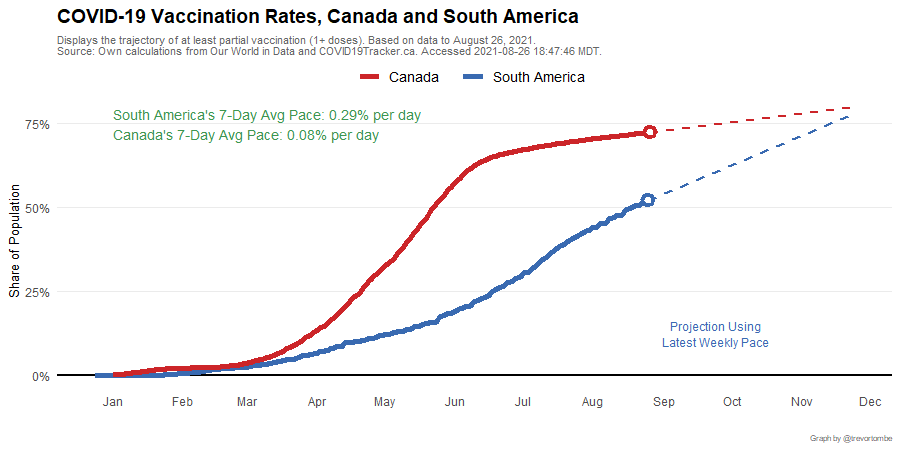 COVID-19 Vaccination Rates, Canada and South America
Displays the trajectory of at least partial vaccination (1+ doses). Based on data to August 26, 2021.
Source: Own calculations from Our World in Data and COVID19Tracker.ca. Accessed 2021-08-26 18:47:46 MDT.
Canada South America
South America's 7-Day Avg Pace: 0.29% per day
Canada's 7-Day Avg Pace: 0.08% per day
75%
50%
25%
0%
Share of Population
Projection Using
Latest Weekly Pace
Jan Feb Mar Apr May Jun Jul Aug Sep Oct Nov Dec
Graph by @trevortombe